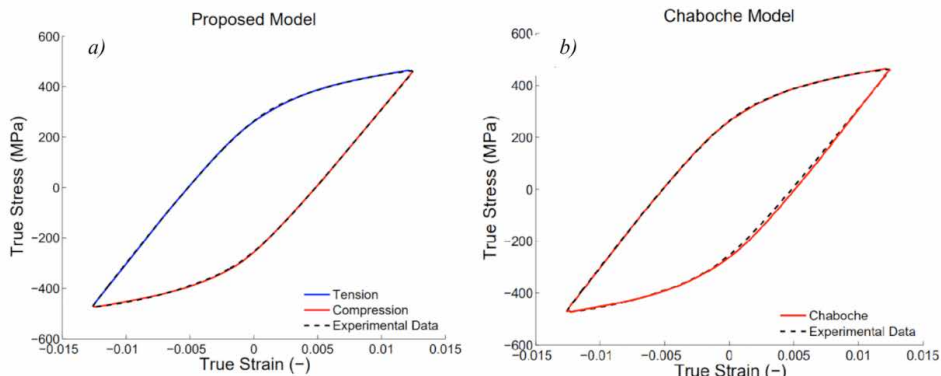 Proposed Model
a)
600
400
200
0
−200
−400
−600
True Stress (MPa)
Tension
Compression
Experimental Data
−0.015 −0.01 −0.005 0 0.005 0.01 0.015
True Strain (−)
Chaboche Model
b)
600
400
200
0
−200
−400
−600
True Stress (MPa)
Chaboche
Experimental Data
−0.015 −0.01 −0.005 0 0.005 0.01 0.015
True Strain (−)